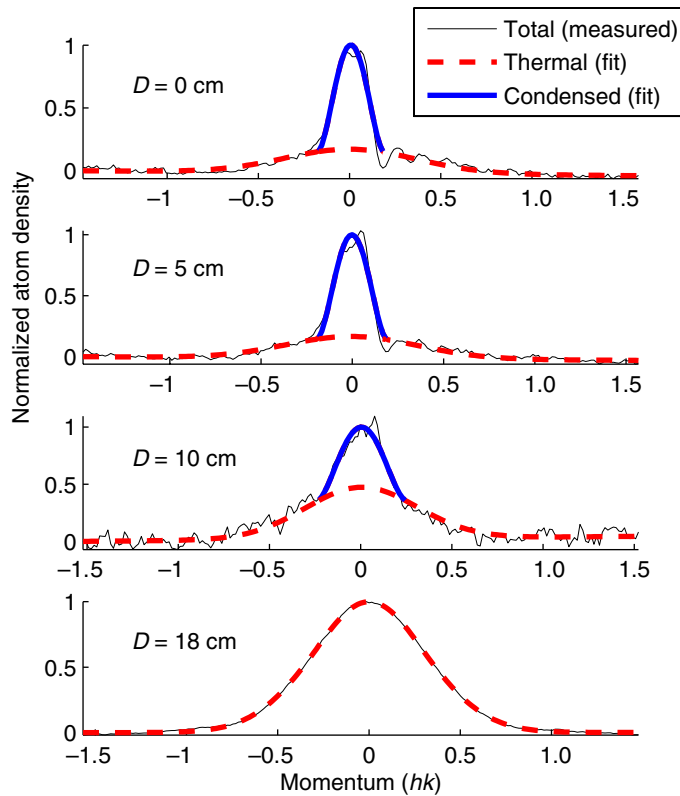 Total (measured)
Thermal (fit)
Condensed (fit)
Normalized atom density
D = 0 cm
1
0.5
0
−1 −0.5 0 0.5 1.0 1.5
D = 5 cm
1
0.5
0
−1 −0.5 0 0.5 1.0 1.5
D = 10 cm
1
0.5
0
−1.5 −1 −0.5 0 0.5 1.0 1.5
D = 18 cm
1
0.5
0
−1.5 −1 −0.5 0 0.5 1.0
Momentum (hk)